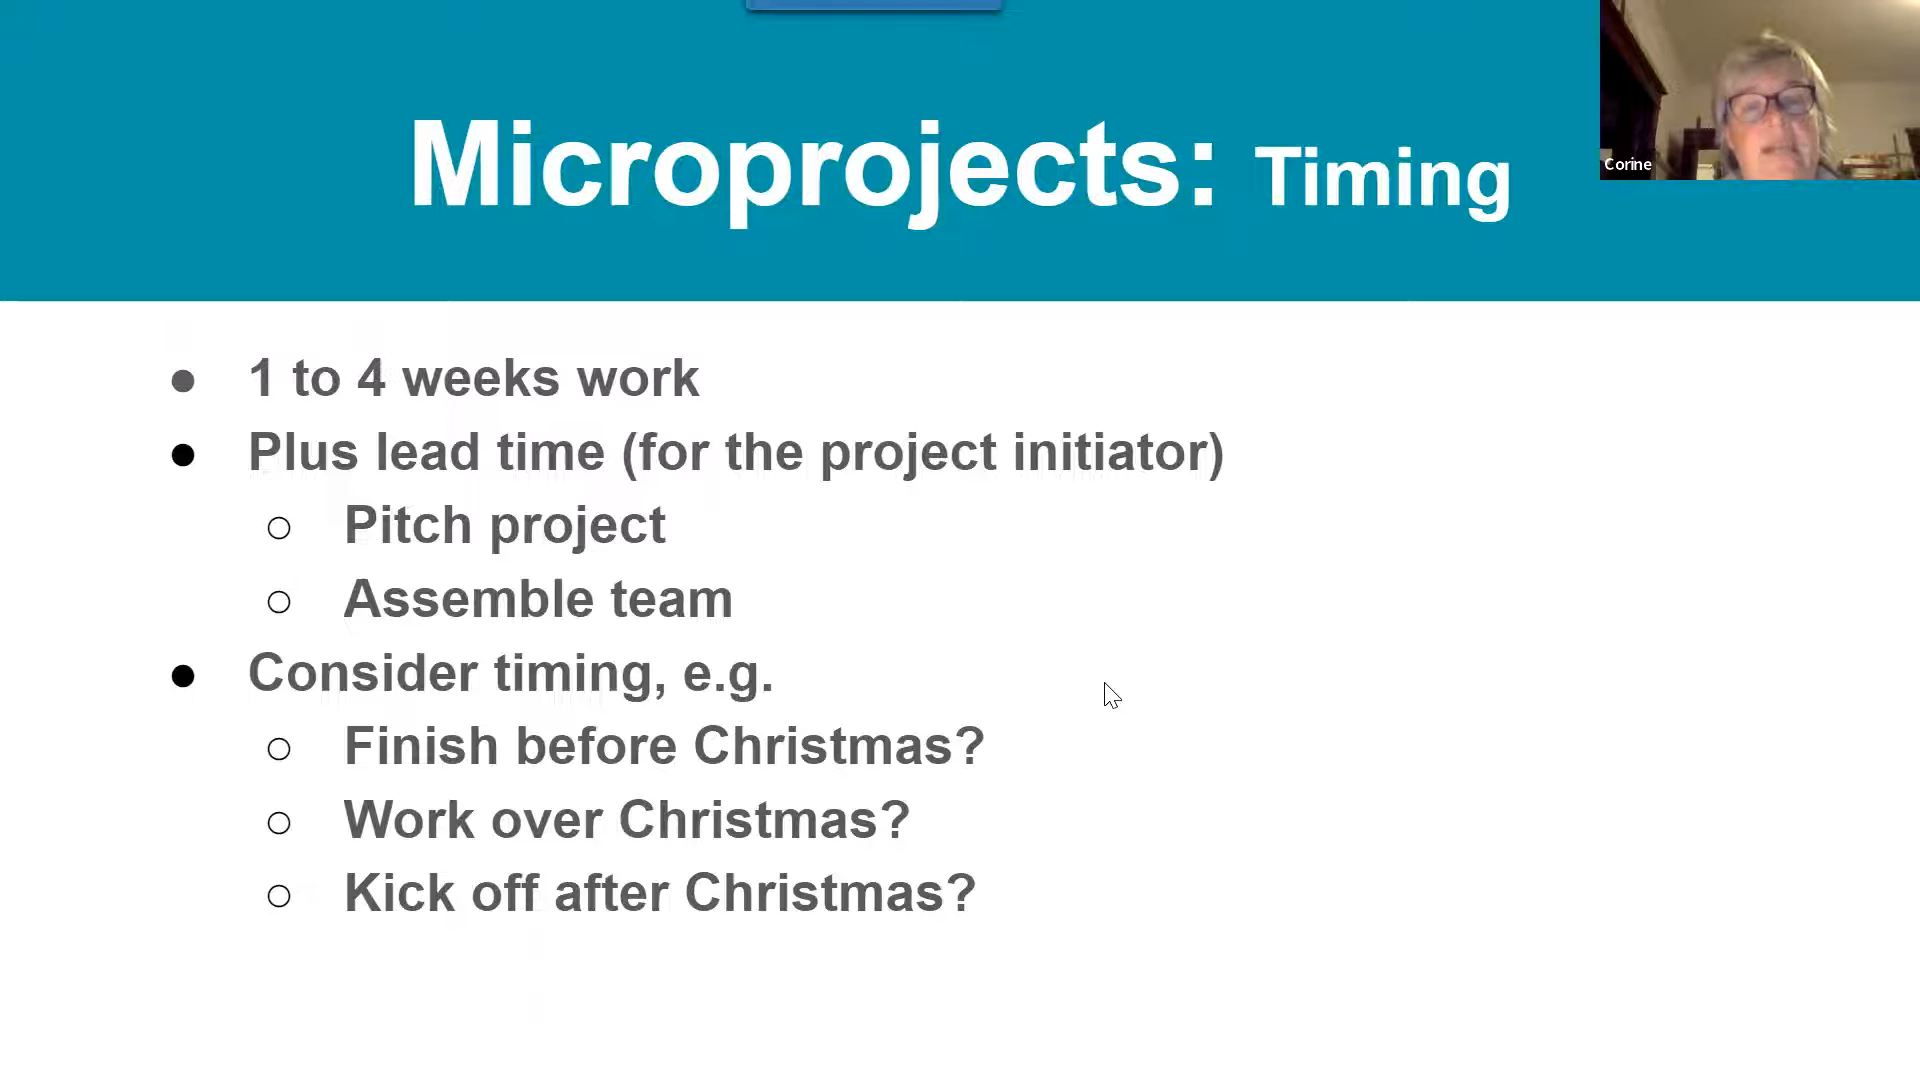 Microprojects: Timing
Corine
● 1 to 4 weeks work
● Plus lead time (for the project initiator)
○ Pitch project
○ Assemble team
● Consider timing, e.g.
○ Finish before Christmas?
○ Work over Christmas?
○ Kick off after Christmas?